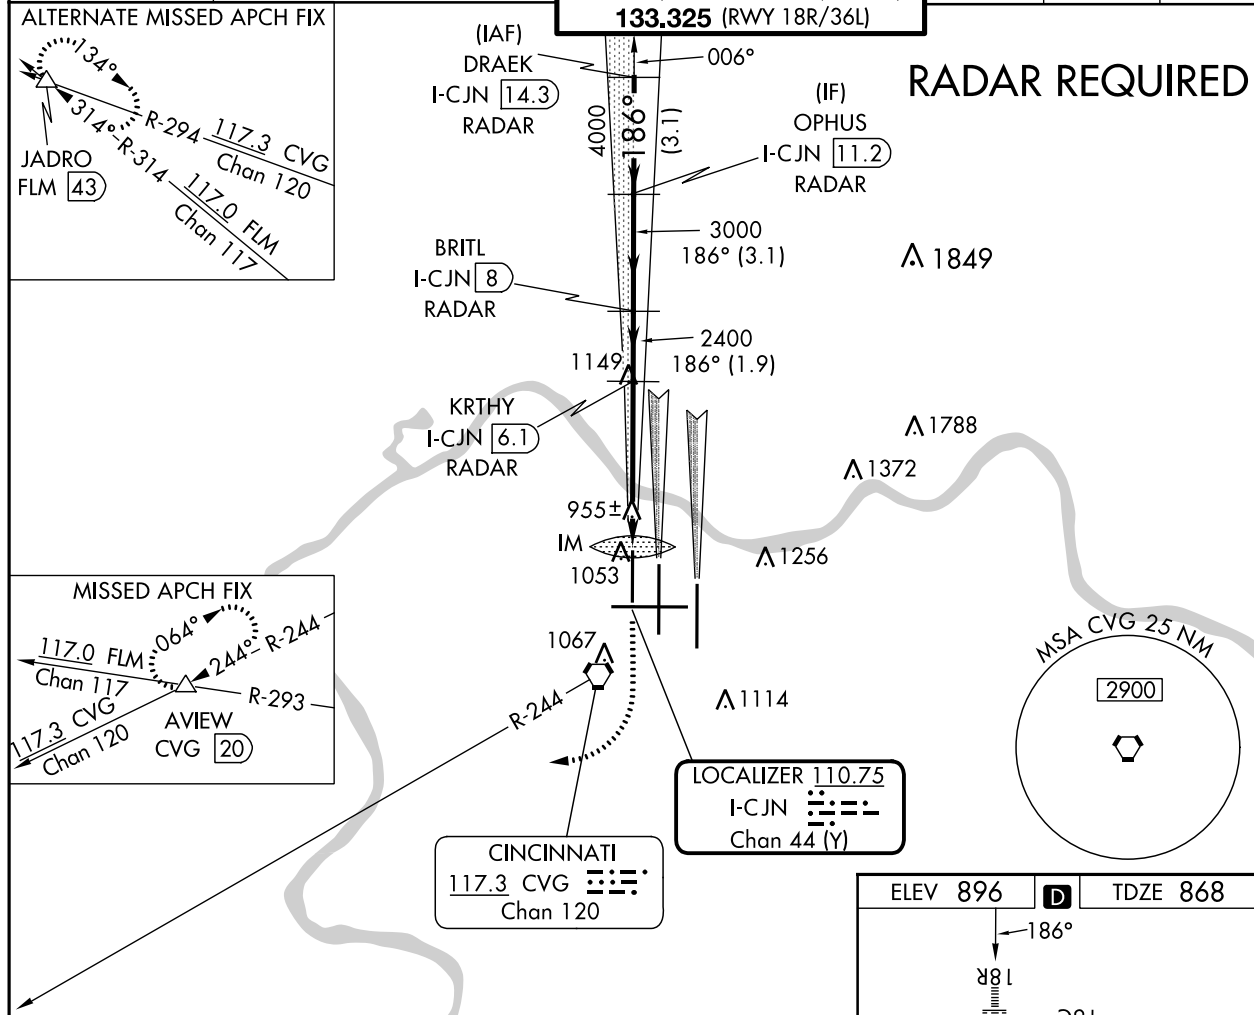 133.325 (RWY 18R/36L)
ALTERNATE MISSED APCH FIX
134°
314°
R-294
R-314
117.3 CVG
Chan 120
117.0 FLM
Chan 117
JADRO
FLM 43
(IAF)
DRAEK
I-CJN 14.3
RADAR
006°
4000
186°
(3.1)
RADAR REQUIRED
(IF)
OPHUS
I-CJN 11.2
RADAR
3000
186° (3.1)
BRITL
I-CJN 8
RADAR
2400
186° (1.9)
1849
1149
KRTHY
I-CJN 6.1
RADAR
1788
1372
955±
IM
1053
1256
MISSED APCH FIX
064°
244°
R-244
117.0 FLM
Chan 117
R-293
AVIEW
CVG 20
117.3 CVG
Chan 120
1067
R-244
1114
MSA CVG 25 NM
2900
LOCALIZER 110.75
I-CJN
Chan 44 (Y)
CINCINNATI
117.3 CVG
Chan 120
ELEV 896
D
TDZE 868
186°
18R